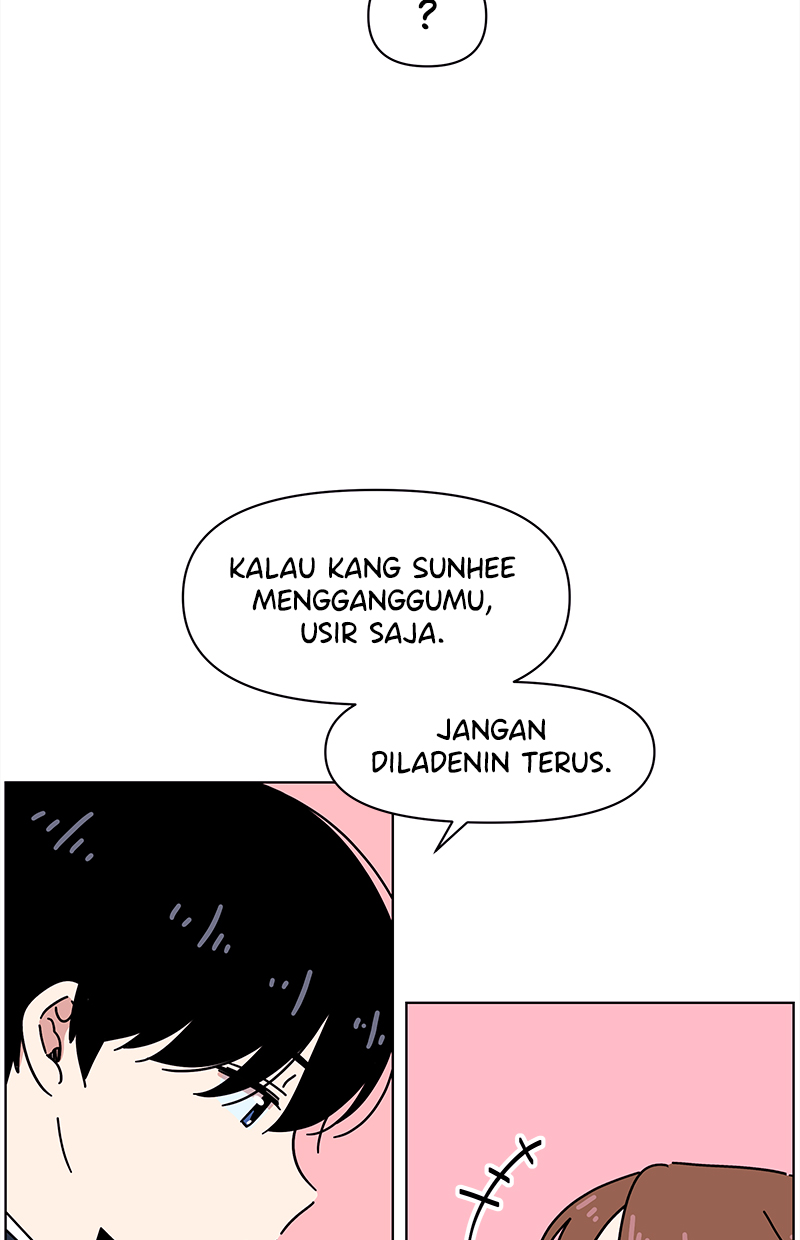 ?
KALAU KANG SUNHEE
MENGGANGGUMU,
USIR SAJA.
JANGAN
DILADENIN TERUS.